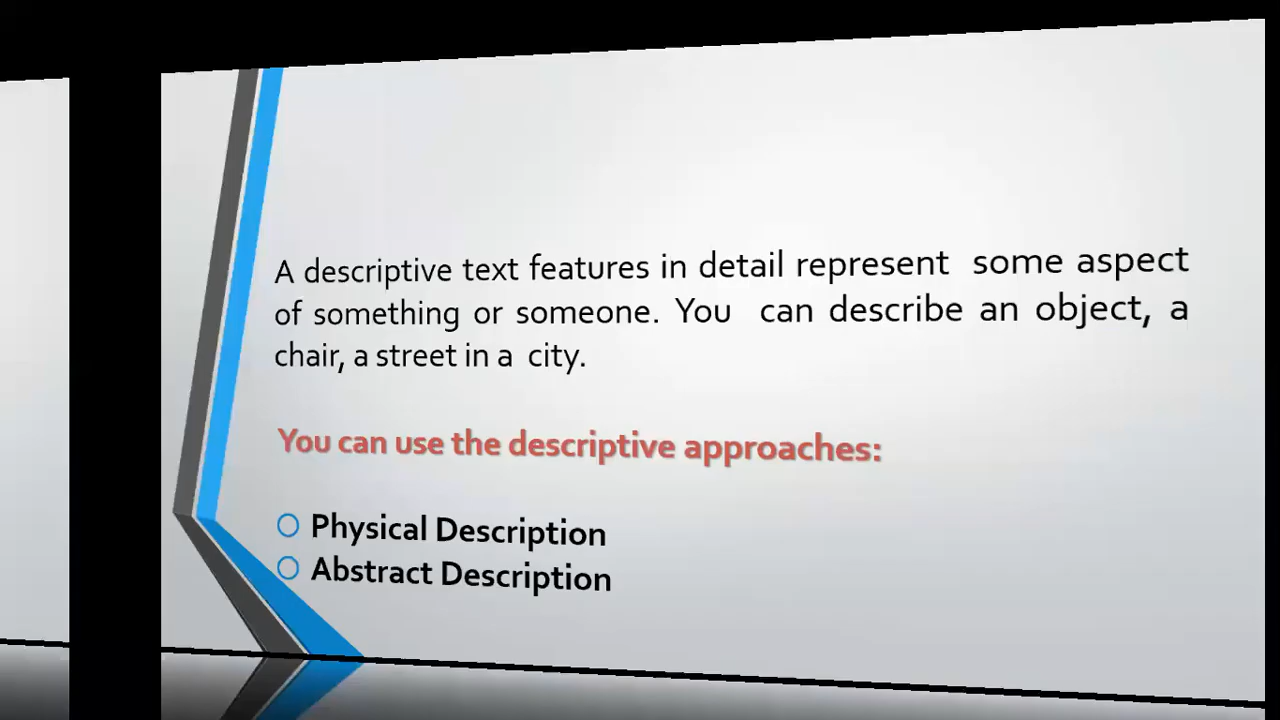 A descriptive text features in detail represent some aspect
of something or someone. You can describe an object, a
chair, a street in a city.
You can use the descriptive approaches:
Physical Description
Abstract Description